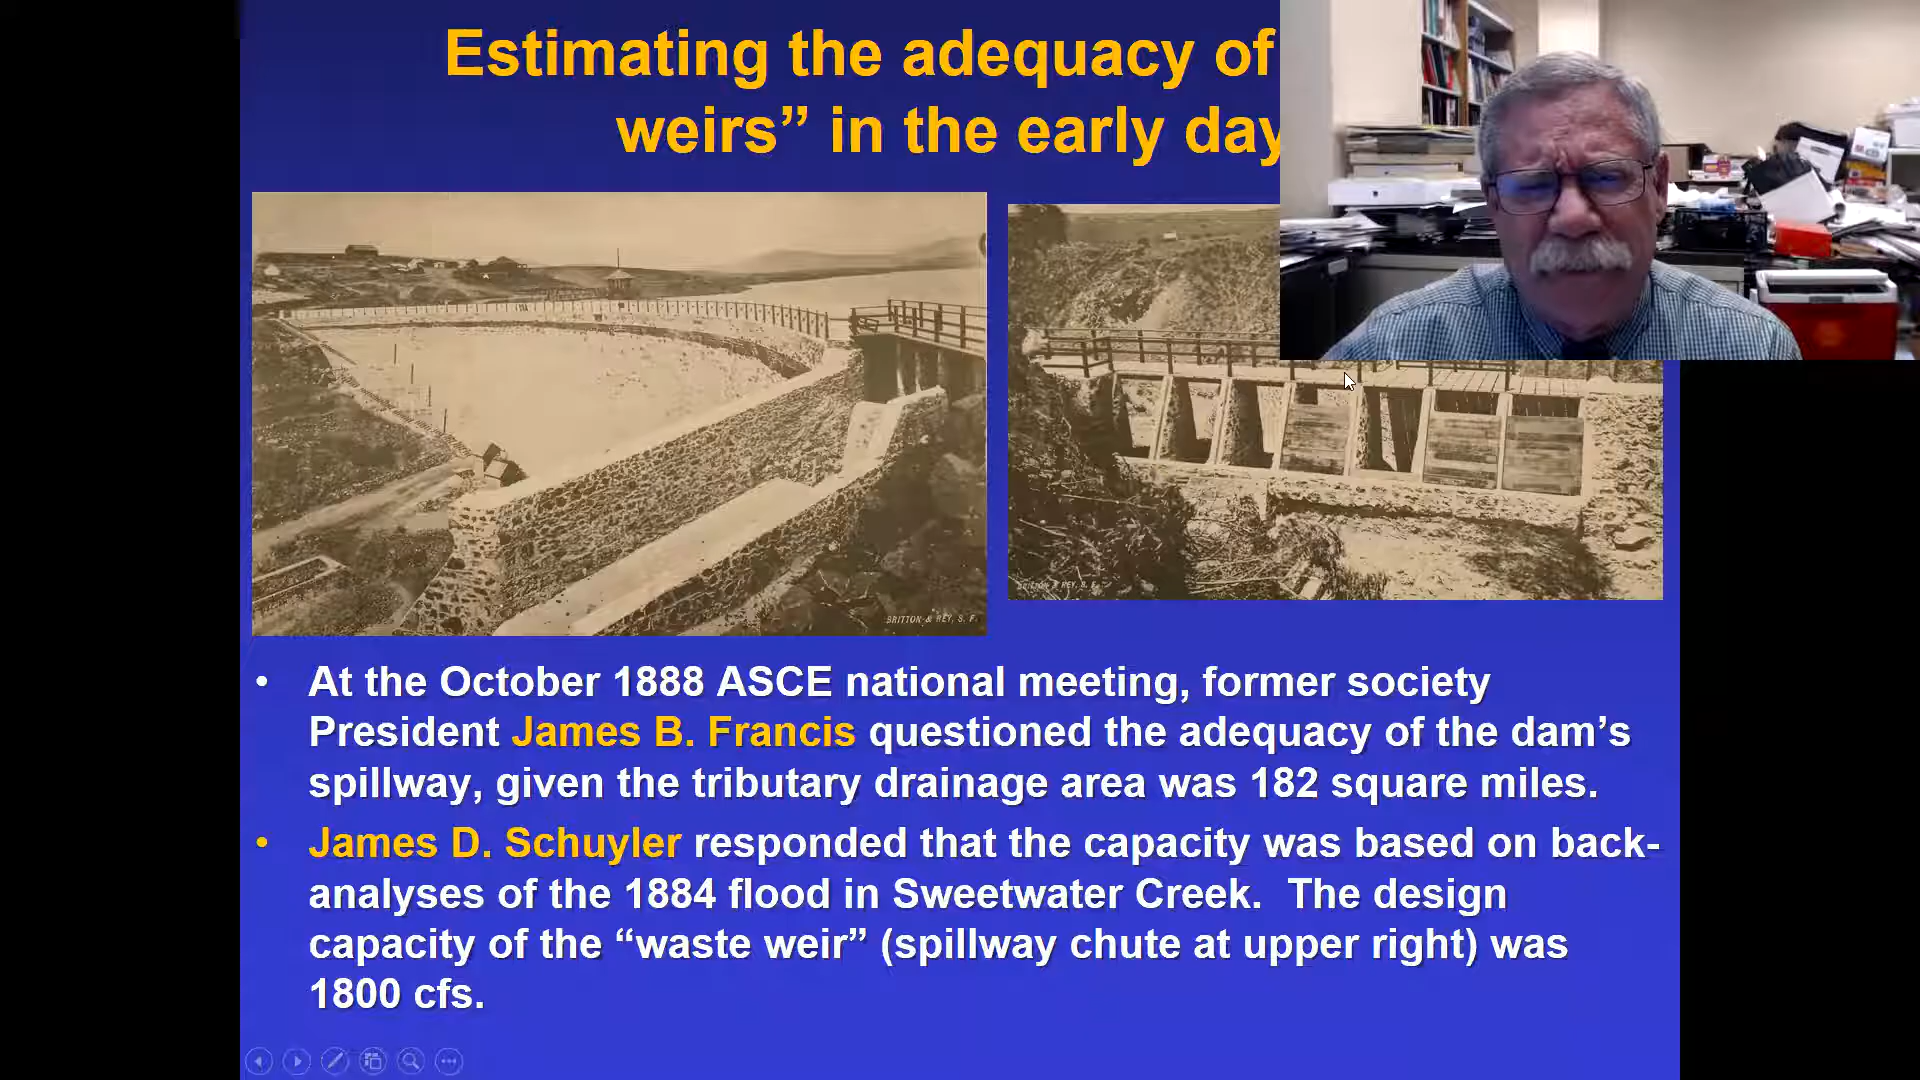 Estimating the adequacy of
weirs” in the early day
BRITTON & REY, S. F.
BRITTON & REY, S. F.
• At the October 1888 ASCE national meeting, former society
President James B. Francis questioned the adequacy of the dam’s
spillway, given the tributary drainage area was 182 square miles.
• James D. Schuyler responded that the capacity was based on back-
analyses of the 1884 flood in Sweetwater Creek.  The design
capacity of the “waste weir” (spillway chute at upper right) was
1800 cfs.